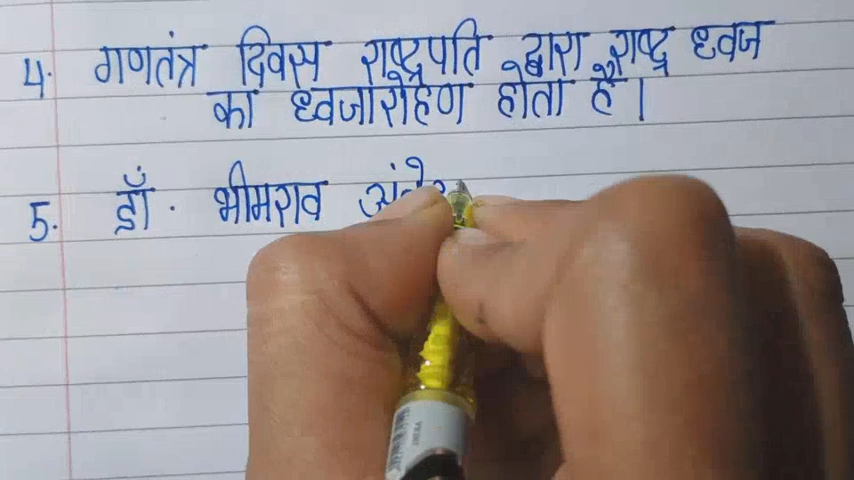 4. गणतंत्र दिवस राष्ट्रपति द्वारा राष्ट्र ध्वज
का ध्वजारोहण होता है।
5. डॉ. भीमराव